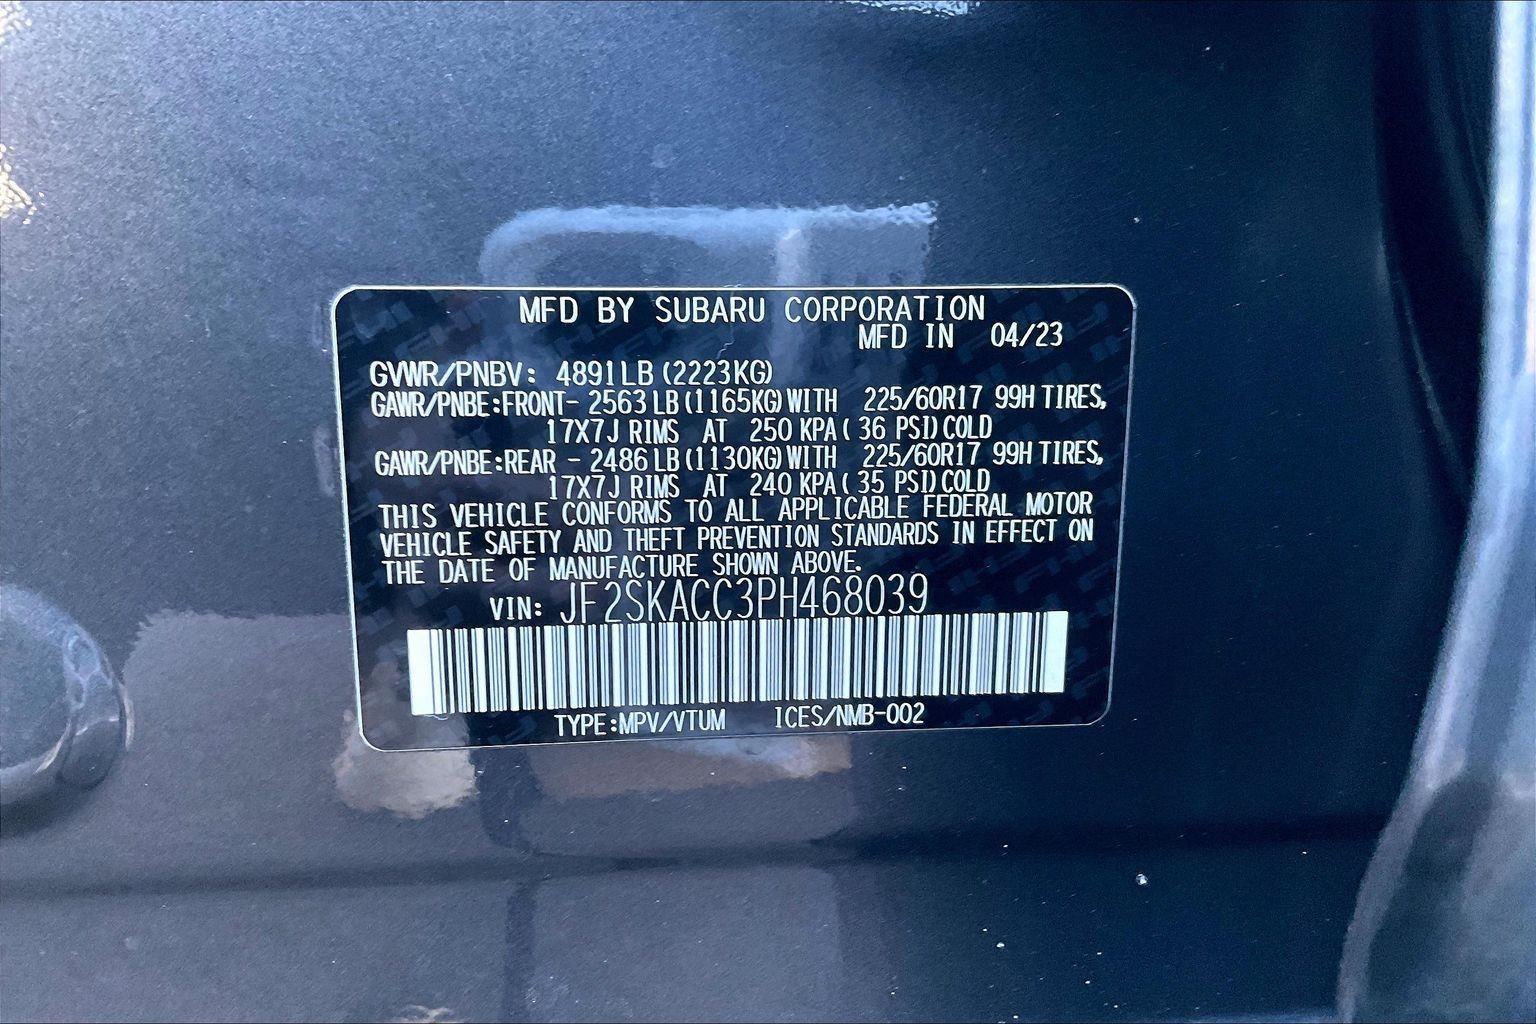 MFD BY SUBARU CORPORATION
MFD IN 04/23
GVWR/PNBV: 4891LB (2223KG)
GAWR/PNBE:FRONT- 2563LB(1165KG)WITH 225/60R17 99H TIRES,
17X7J RIMS AT 250 KPA( 36 PSI)COLD
GAWR/PNBE:REAR - 2486LB(1130KG)WITH 225/60R17 99H TIRES,
17X7J RIMS AT 240 KPA( 35 PSI)COLD
THIS VEHICLE CONFORMS TO ALL APPLICABLE FEDERAL MOTOR
VEHICLE SAFETY AND THEFT PREVENTION STANDARDS IN EFFECT ON
THE DATE OF MANUFACTURE SHOWN ABOVE.
VIN: JF2SKACC3PH468039
TYPE:MPV/VTUM ICES/NMB-002